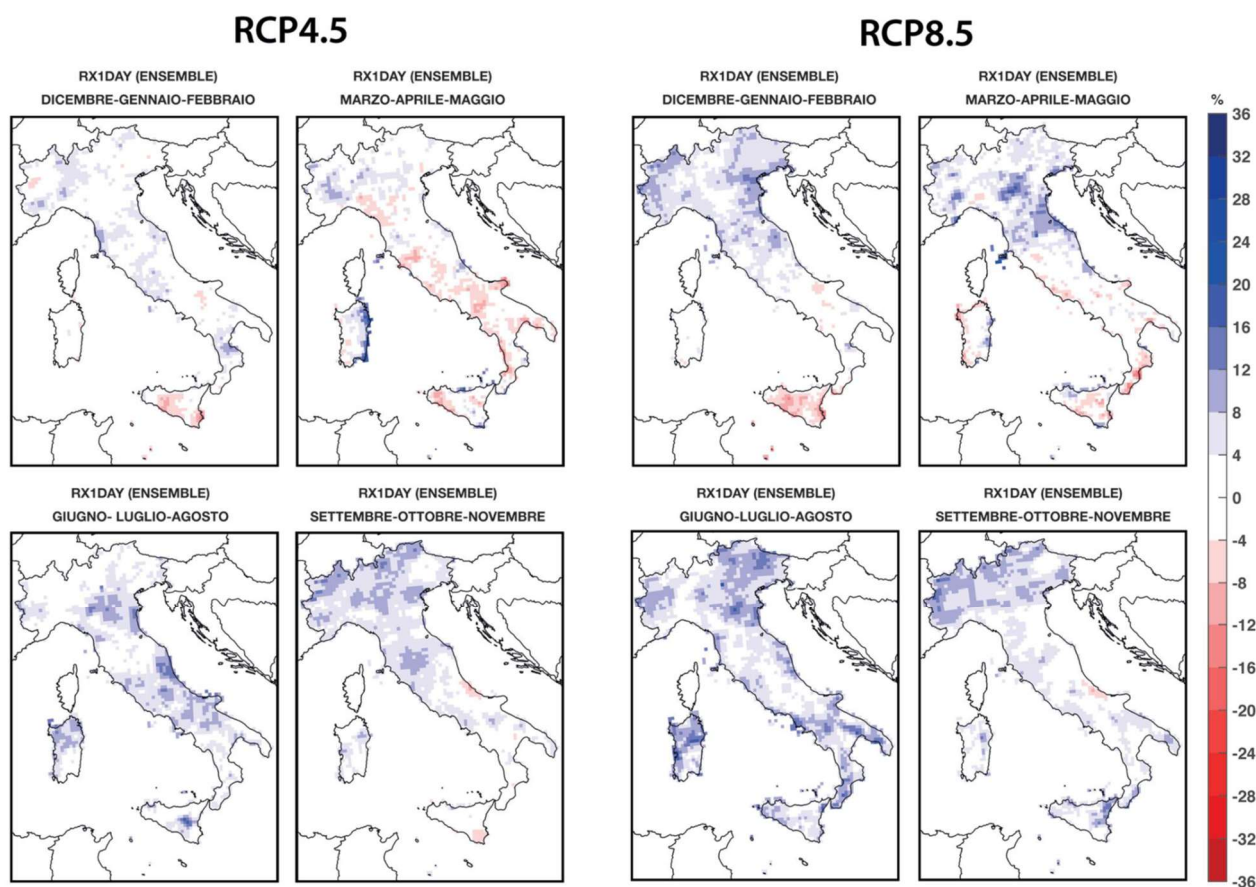 RCP4.5
RCP8.5
RX1DAY (ENSEMBLE)
DICEMBRE-GENNAIO-FEBBRAIO
RX1DAY (ENSEMBLE)
MARZO-APRILE-MAGGIO
RX1DAY (ENSEMBLE)
DICEMBRE-GENNAIO-FEBBRAIO
RX1DAY (ENSEMBLE)
MARZO-APRILE-MAGGIO
RX1DAY (ENSEMBLE)
GIUGNO- LUGLIO-AGOSTO
RX1DAY (ENSEMBLE)
SETTEMBRE-OTTOBRE-NOVEMBRE
RX1DAY (ENSEMBLE)
GIUGNO-LUGLIO-AGOSTO
RX1DAY (ENSEMBLE)
SETTEMBRE-OTTOBRE-NOVEMBRE
%
36
32
28
24
20
16
12
8
4
0
-4
-8
-12
-16
-20
-24
-28
-32
-36